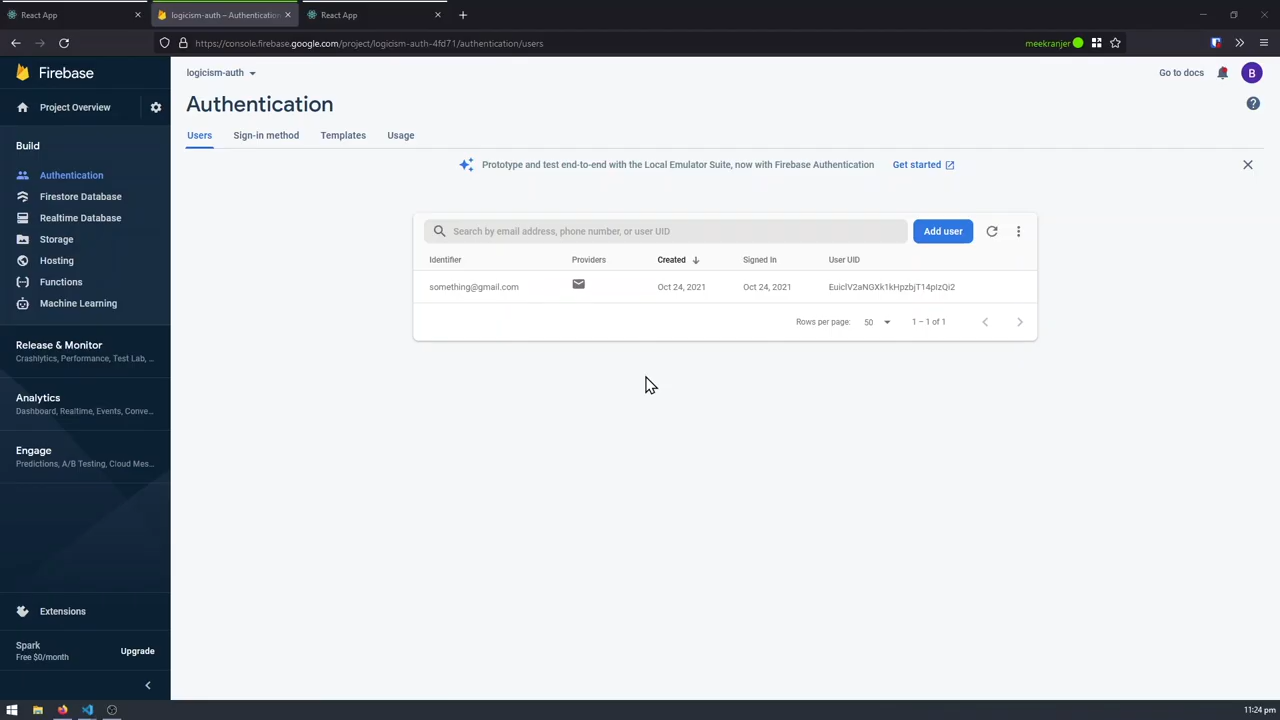 React App
logicism-auth – Authentication
React App
https://console.firebase.google.com/project/logicism-auth-4fd71/authentication/users
meekranjer
Firebase
logicism-auth
Go to docs
B
Project Overview
Authentication
Users
Sign-in method
Templates
Usage
Build
Prototype and test end-to-end with the Local Emulator Suite, now with Firebase Authentication
Get started
Authentication
Firestore Database
Realtime Database
Storage
Hosting
Functions
Machine Learning
Search by email address, phone number, or user UID
Add user
Identifier
Providers
Created
Signed In
User UID
something@gmail.com
Oct 24, 2021
Oct 24, 2021
Rows per page:
50
1 – 1 of 1
Release & Monitor
Crashlytics, Performance, Test Lab, ...
Analytics
Dashboard, Realtime, Events, Conve...
Engage
Predictions, A/B Testing, Cloud Mes...
Extensions
Spark
Free $0/month
Upgrade
11:24 pm